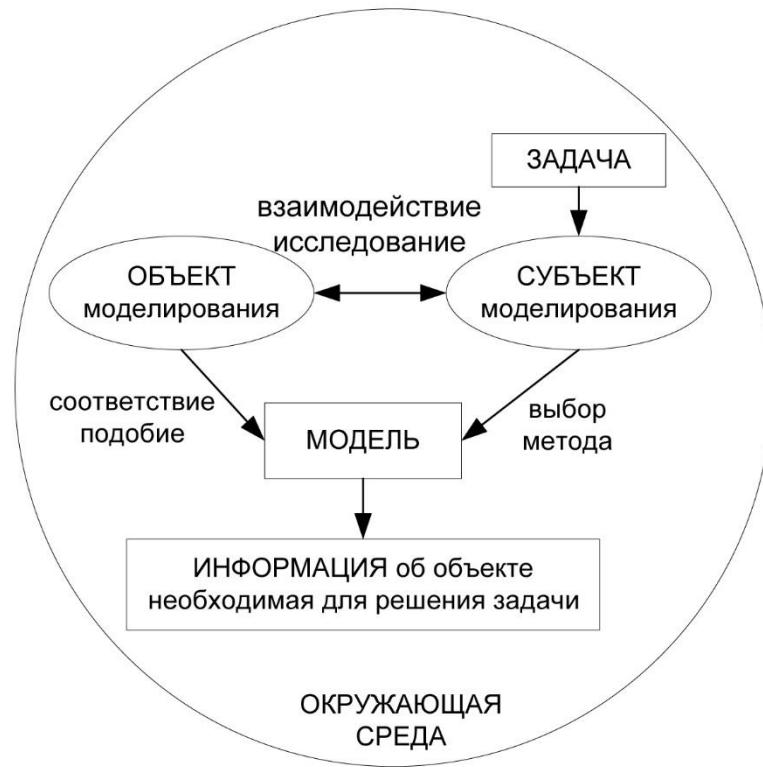 ЗАДАЧА
взаимодействие
исследование
ОБЪЕКТ
моделирования
СУБЪЕКТ
моделирования
соответствие
подобие
МОДЕЛЬ
выбор
метода
ИНФОРМАЦИЯ об объекте
необходимая для решения задачи
ОКРУЖАЮЩАЯ
СРЕДА